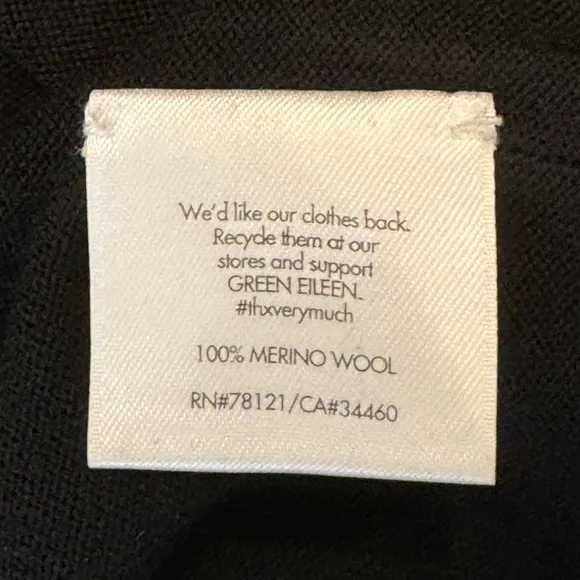 We'd like our clothes back.
Recycle them at our
stores and support
GREEN EILEEN.
#thxverymuch
100% MERINO WOOL
RN#78121/CA#34460